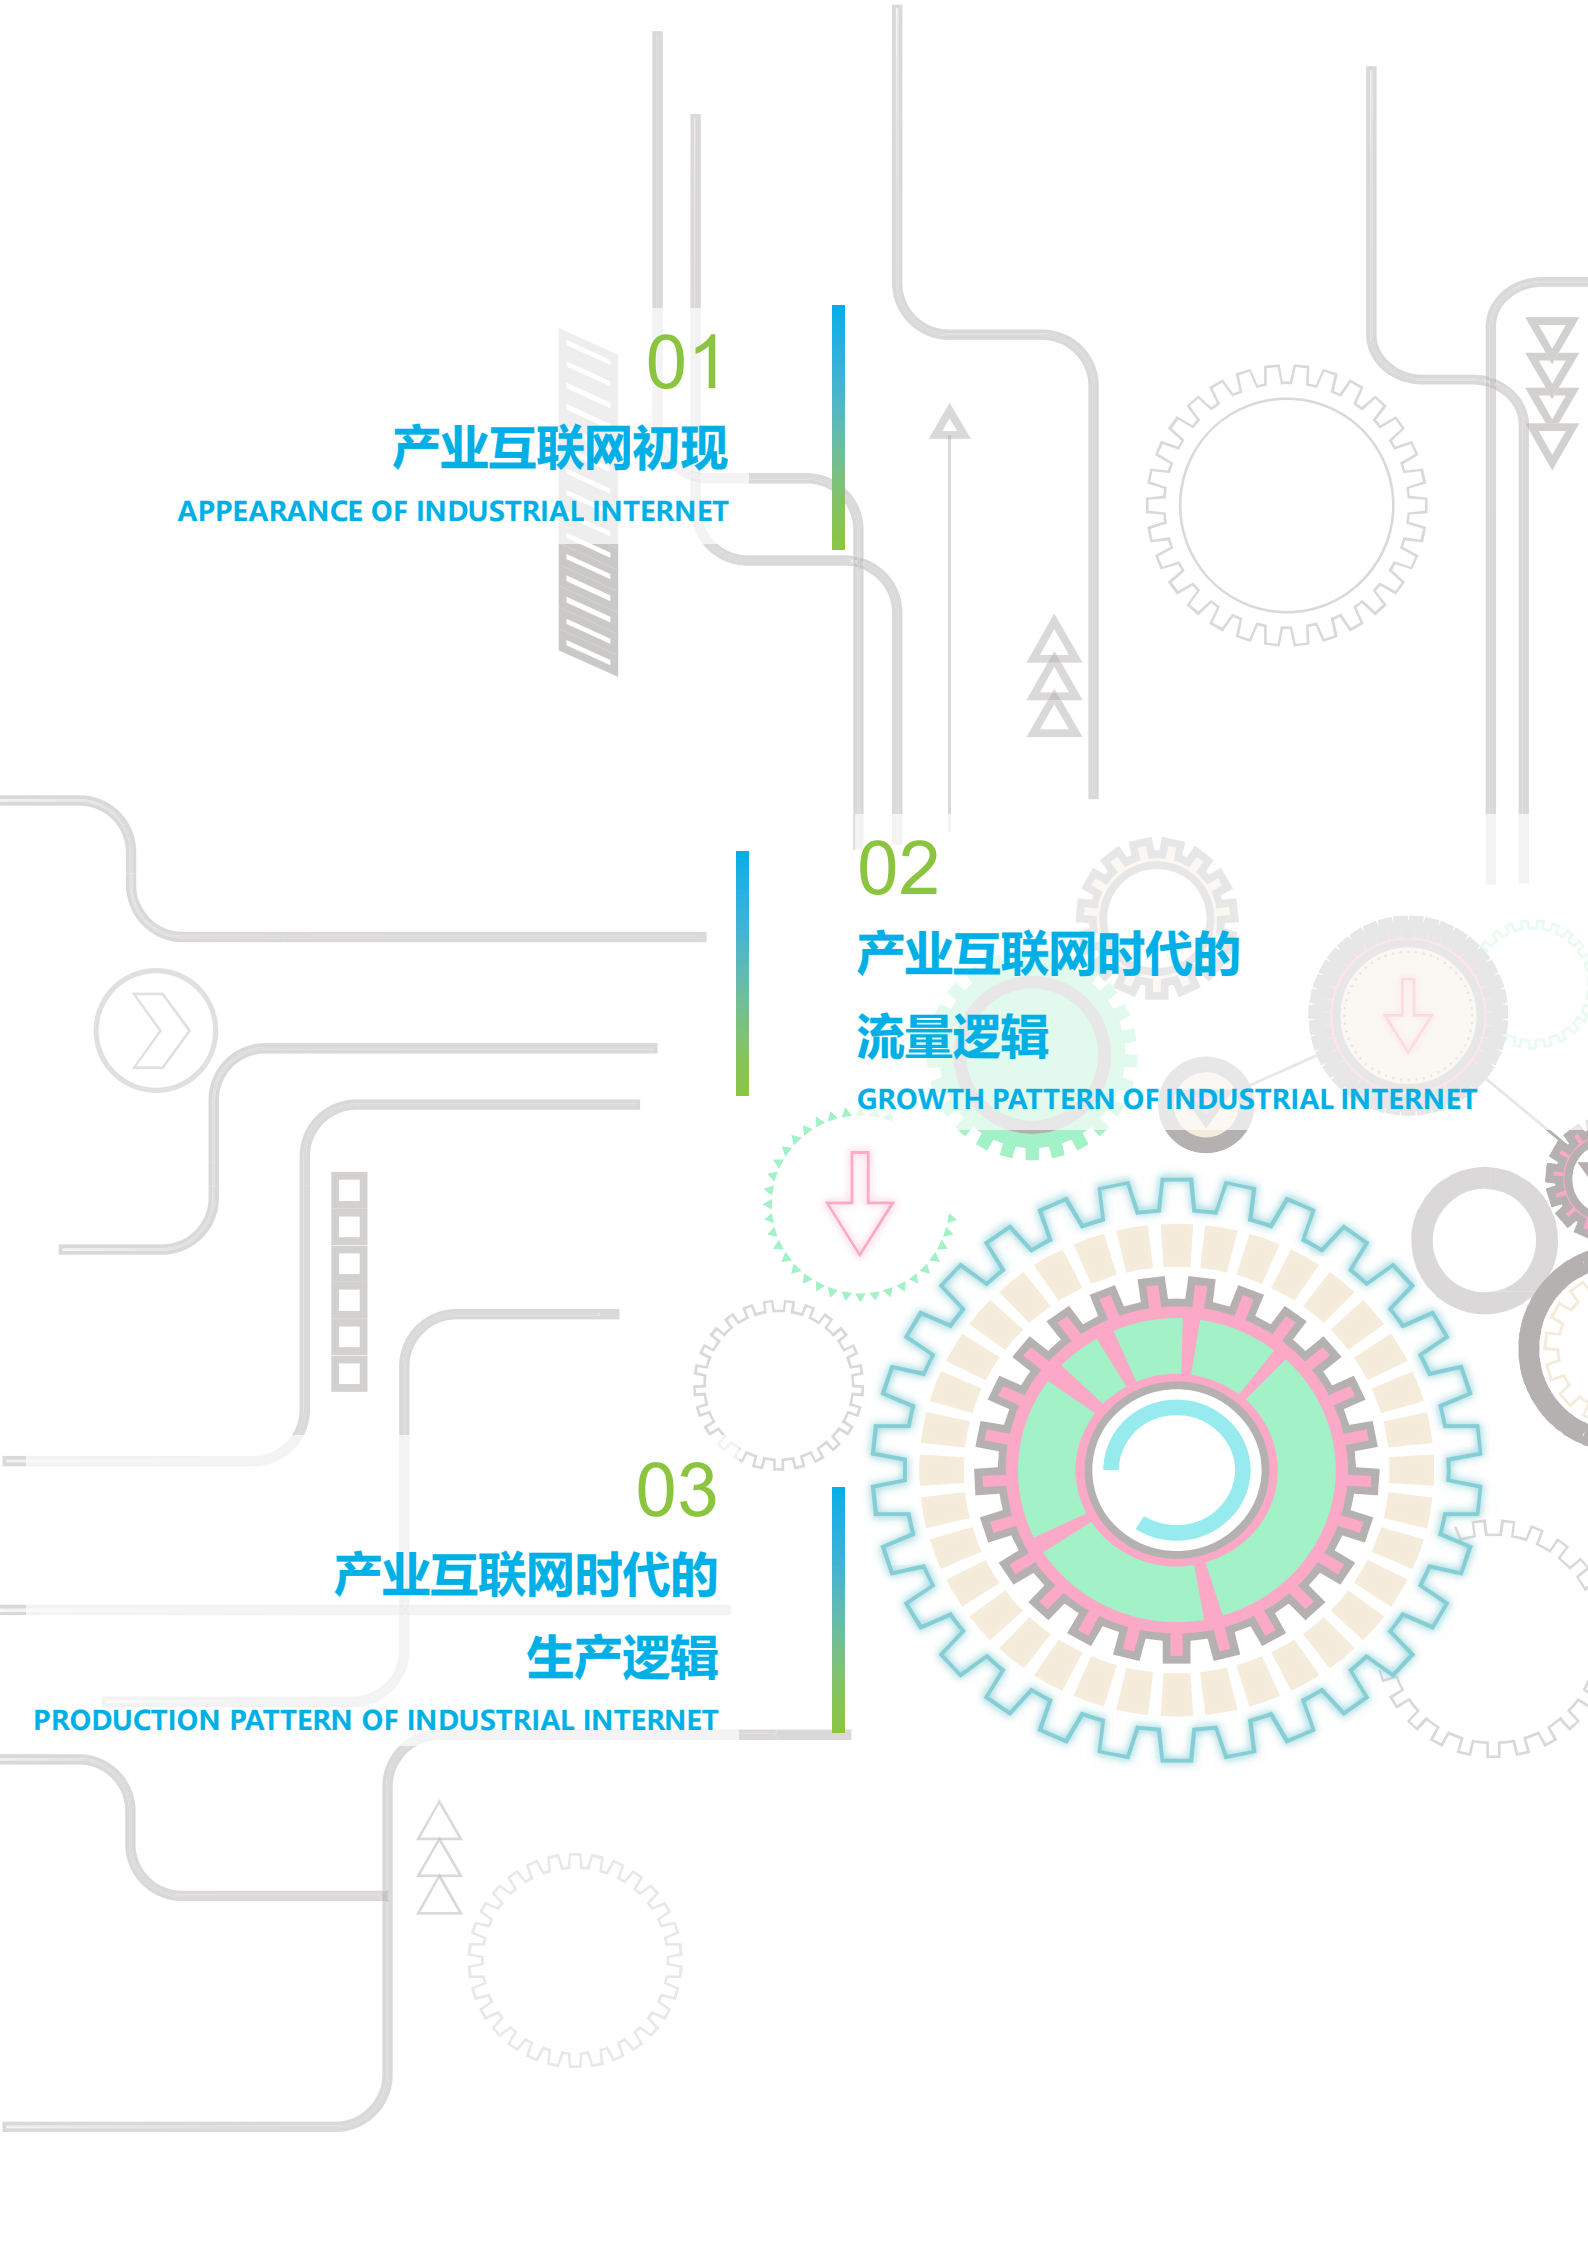 01
产业互联网初现
APPEARANCE OF INDUSTRIAL INTERNET
02
产业互联网时代的
流量逻辑
GROWTH PATTERN OF INDUSTRIAL INTERNET
03
产业互联网时代的
生产逻辑
PRODUCTION PATTERN OF INDUSTRIAL INTERNET